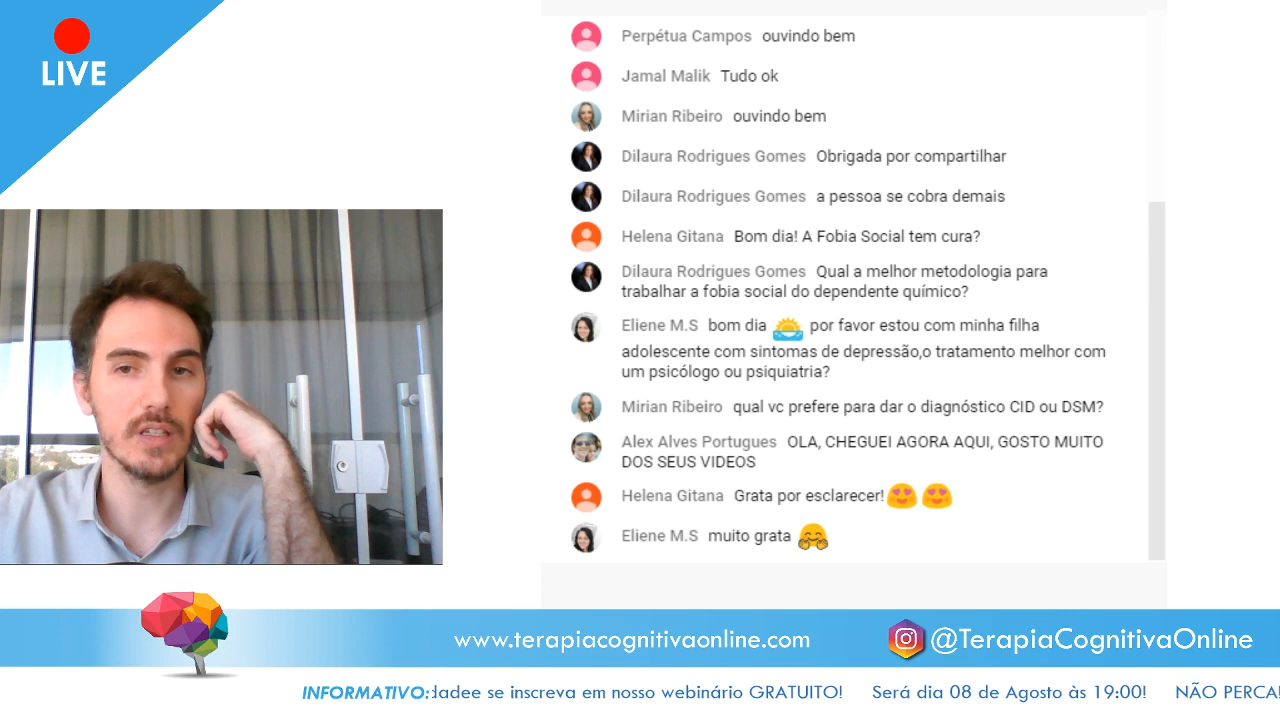 LIVE
Perpétua Campos ouvindo bem
Jamal Malik Tudo ok
Mirian Ribeiro ouvindo bem
Dilaura Rodrigues Gomes Obrigada por compartilhar
Dilaura Rodrigues Gomes a pessoa se cobra demais
Helena Gitana Bom dia! A Fobia Social tem cura?
Dilaura Rodrigues Gomes Qual a melhor metodologia para
trabalhar a fobia social do dependente químico?
Eliene M.S bom dia 🌅 por favor estou com minha filha
adolescente com sintomas de depressão,o tratamento melhor com
um psicólogo ou psiquiatria?
Mirian Ribeiro qual vc prefere para dar o diagnóstico CID ou DSM?
Alex Alves Portugues OLA, CHEGUEI AGORA AQUI, GOSTO MUITO
DOS SEUS VIDEOS
Helena Gitana Grata por esclarecer!😍😍
Eliene M.S muito grata 🤗
www.terapiacognitivaonline.com
@TerapiaCognitivaOnline
INFORMATIVO: dadee se inscreva em nosso webinário GRATUITO! Será dia 08 de Agosto às 19:00! NÃO PERCA!